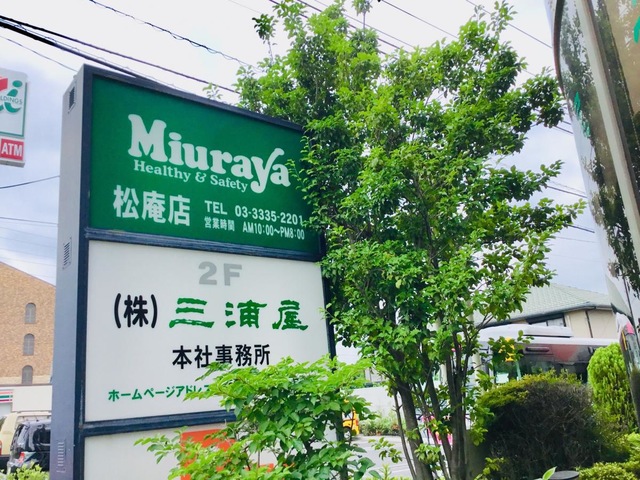 Miuraya
Healthy & Safety
松庵店
TEL 03-3335-2201
営業時間 AM10:00~PM8:00
2F
(株)三浦屋
本社事務所
ホームページアドレ
ATM